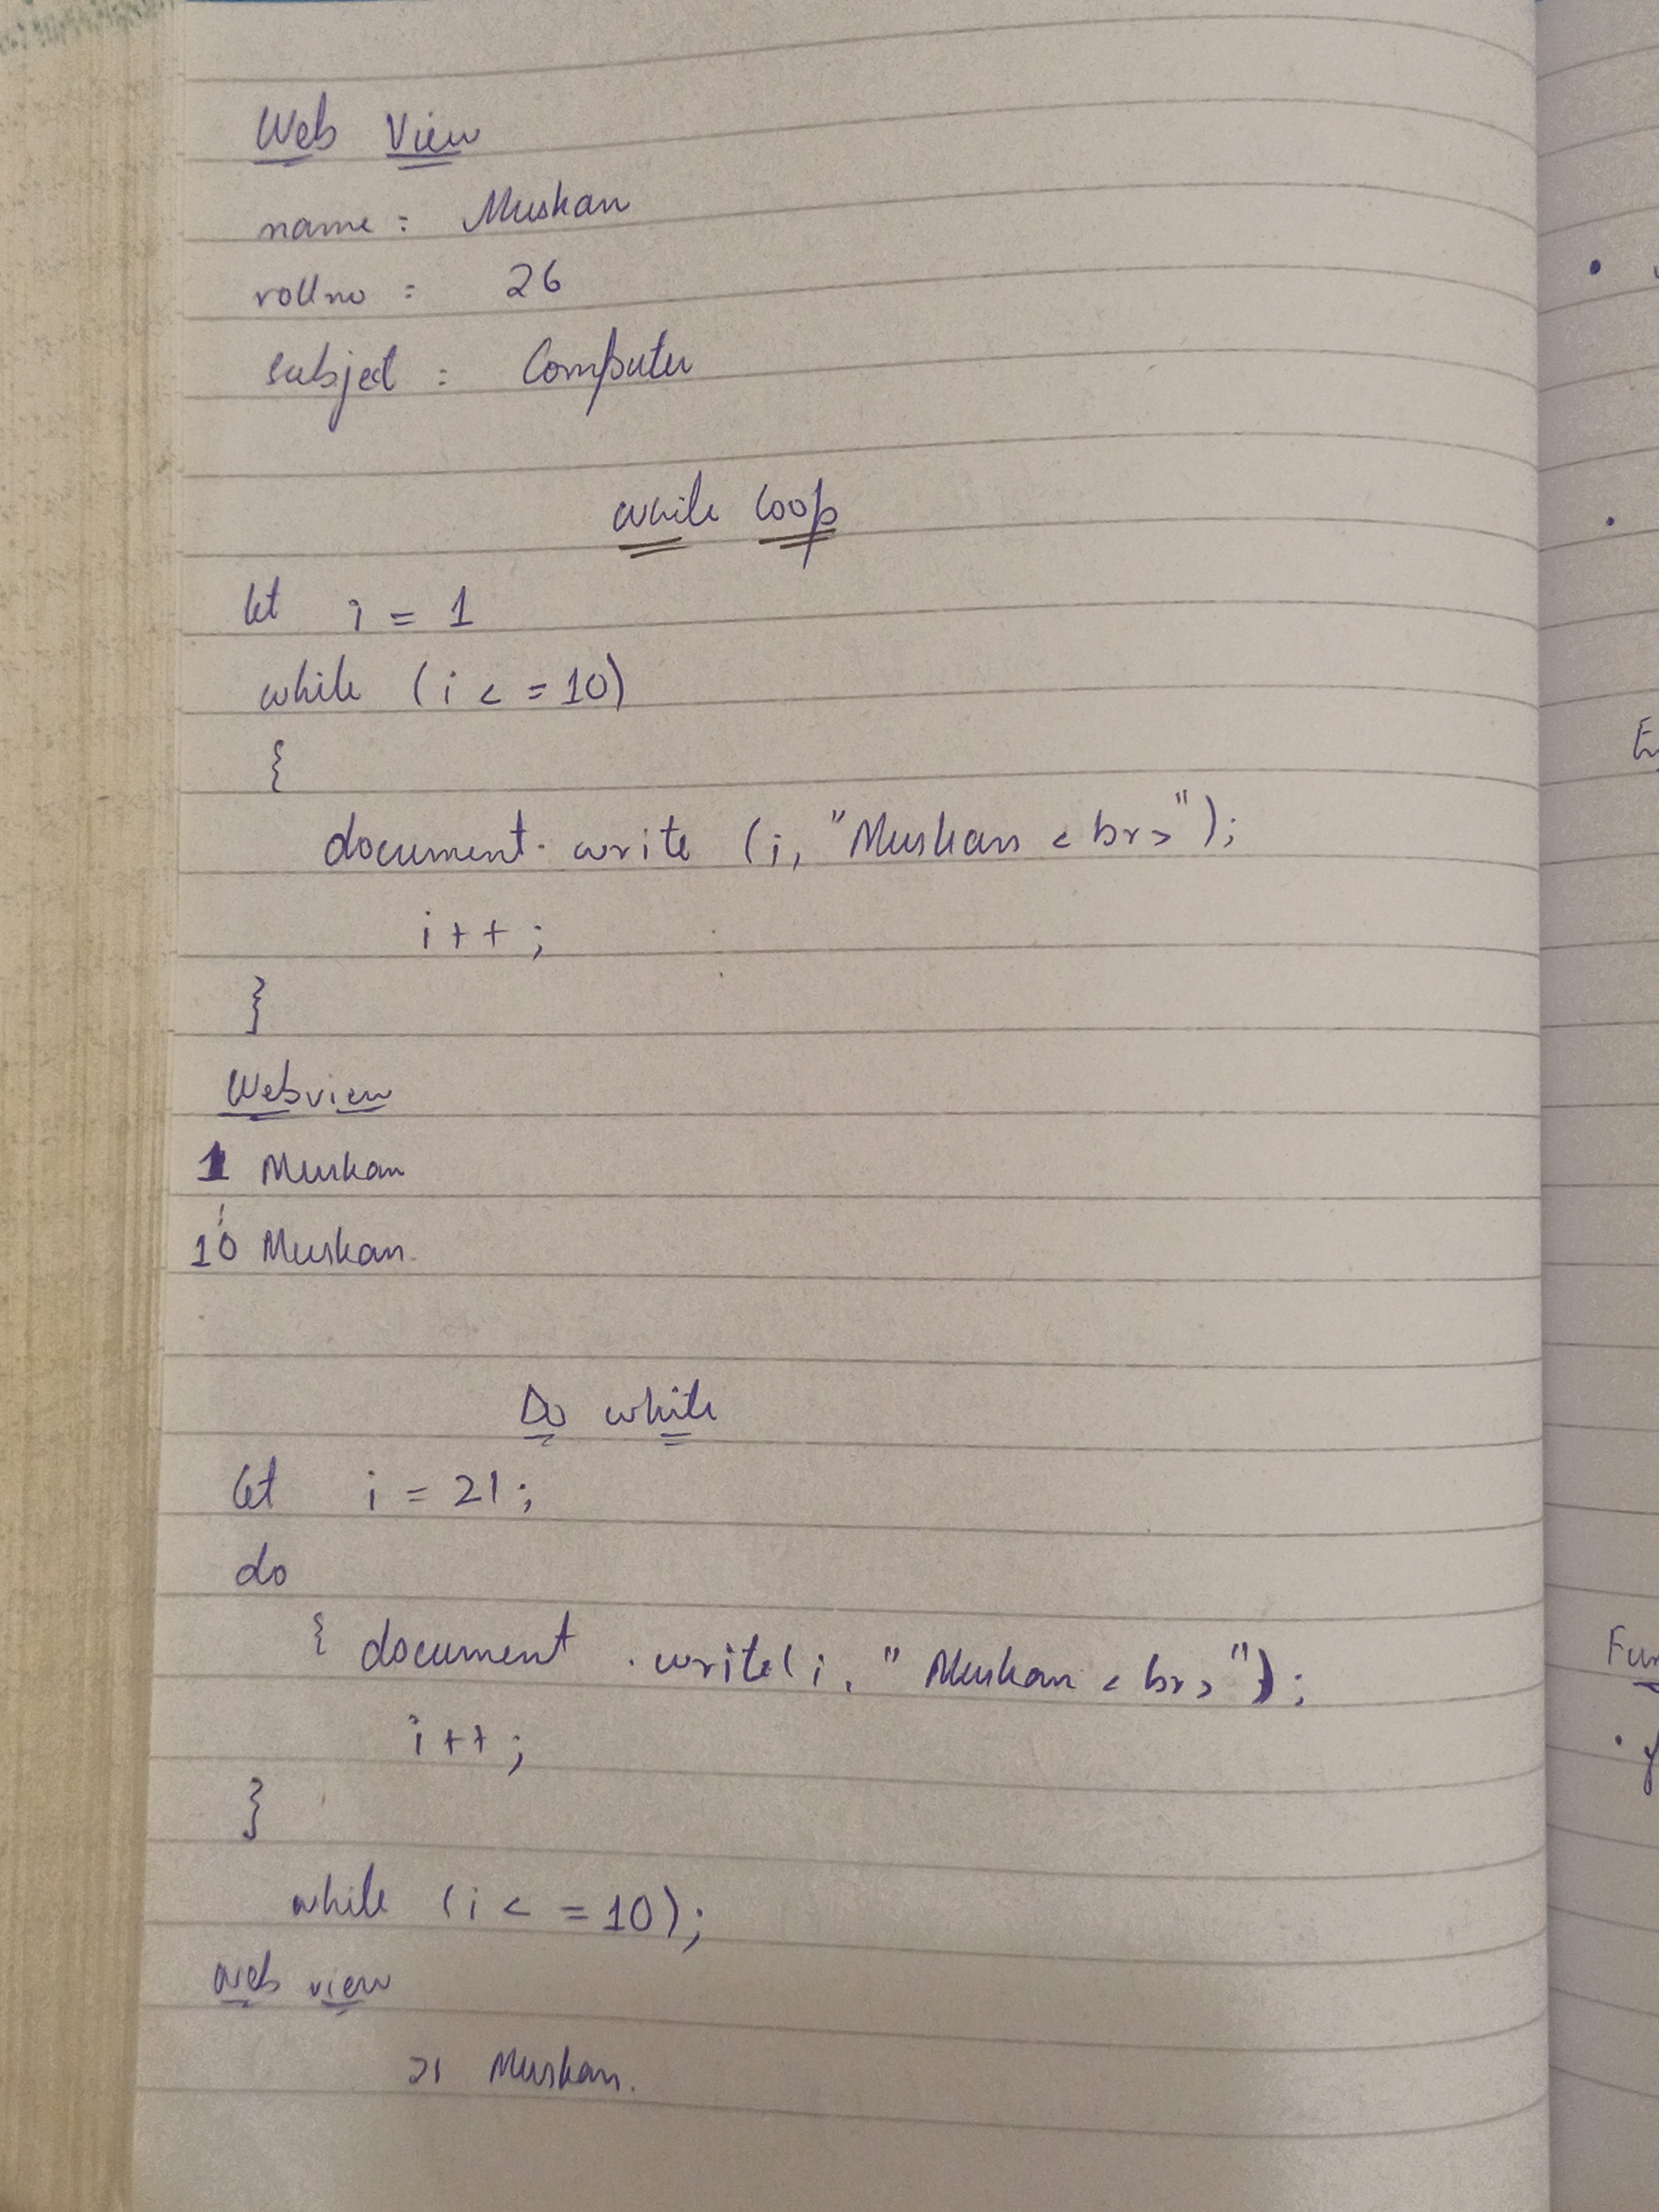 Web View
name : Muskan
rollno : 26
subject : Computer
while loop
let i = 1
while (i < = 10)
{
document. write (i, "Muskan < br >");
i + + ;
}
Webview
1 Muskan
10 Muskan.
Do while
let i = 21 ;
do
{ document .write( i, " Muskan < br >" );
i + + ;
}
while (i < = 10);
Web view
21 Muskan.
Fun